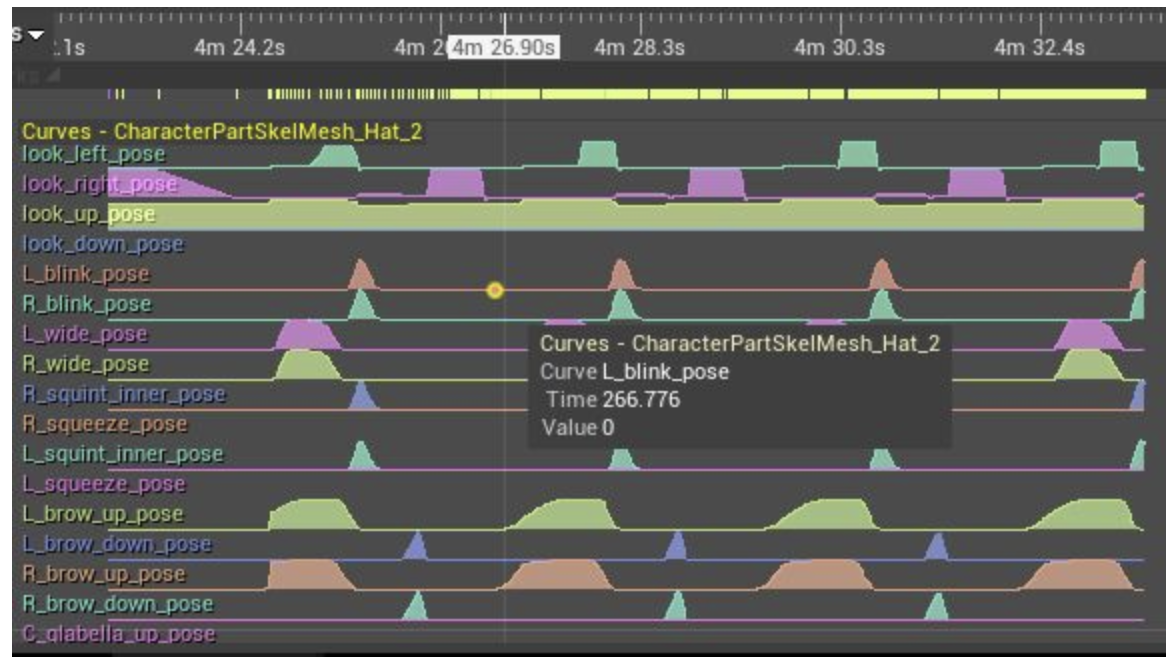 s
.1s 4m 24.2s 4m 2 4m 26.90s 4m 28.3s 4m 30.3s 4m 32.4s
Curves - CharacterPartSkelMesh_Hat_2
look_left_pose
look_right_pose
look_up_pose
look_down_pose
L_blink_pose
R_blink_pose
L_wide_pose
R_wide_pose
R_squint_inner_pose
R_squeeze_pose
L_squint_inner_pose
L_squeeze_pose
L_brow_up_pose
L_brow_down_pose
R_brow_up_pose
R_brow_down_pose
C_glabella_up_pose
Curves - CharacterPartSkelMesh_Hat_2
Curve L_blink_pose
Time 266.776
Value 0